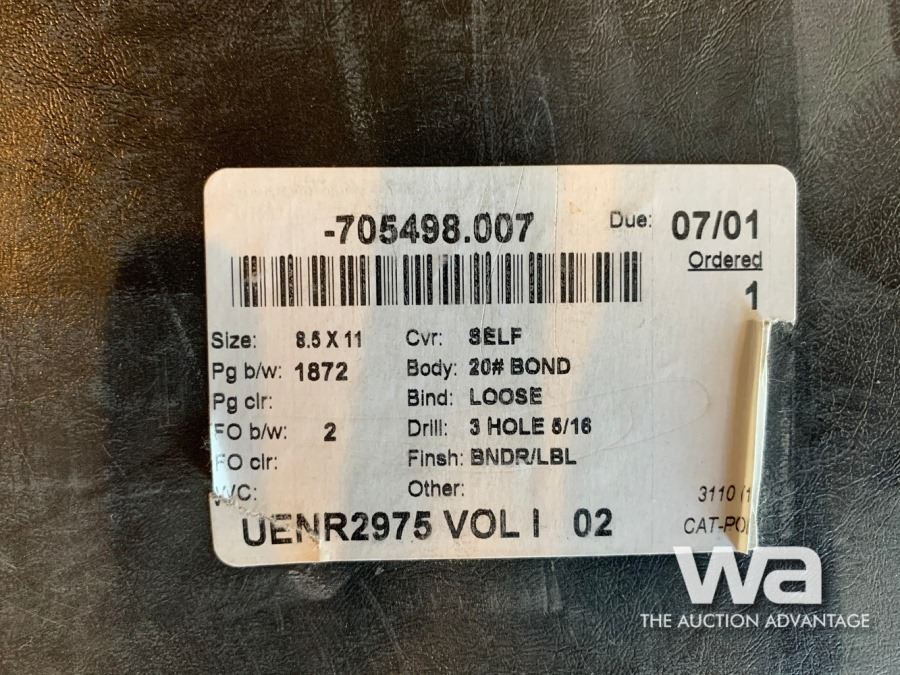 -705498.007 Due: 07/01
Ordered
1
Size: 8.5 X 11 Cvr: SELF
Pg b/w: 1872 Body: 20# BOND
Pg clr: Bind: LOOSE
FO b/w: 2 Drill: 3 HOLE 5/16
FO clr: Finsh: BNDR/LBL
W/C: Other:
3110
UENR2975 VOL I 02 CAT-PO
wa
THE AUCTION ADVANTAGE